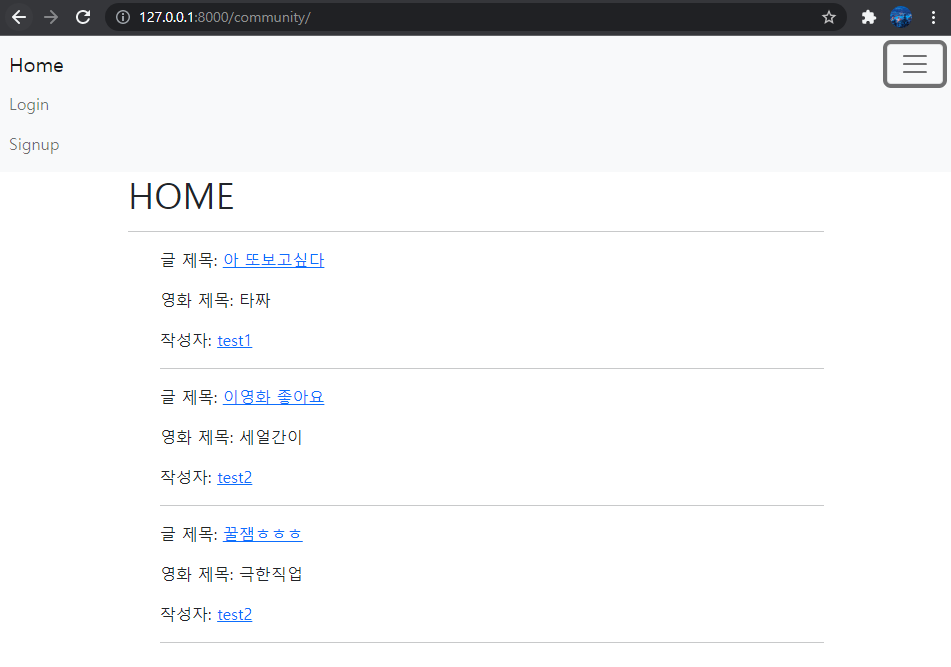 127.0.0.1:8000/community/
Home
Login
Signup
HOME
글 제목: 아 또보고싶다
영화 제목: 타짜
작성자: test1
글 제목: 이영화 좋아요
영화 제목: 세얼간이
작성자: test2
글 제목: 꿀잼ㅎㅎㅎ
영화 제목: 극한직업
작성자: test2